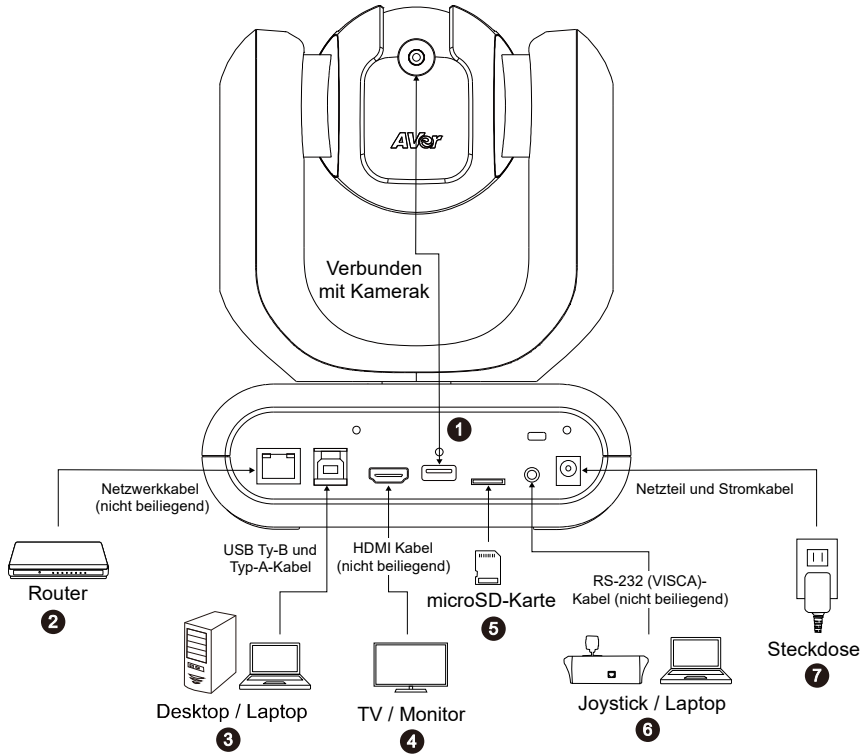 AVer
Verbunden
mit Kamerak
1
Netzwerkkabel
(nicht beiliegend)
Netzteil und Stromkabel
USB Ty-B und
Typ-A-Kabel
HDMI Kabel
(nicht beiliegend)
RS-232 (VISCA)-
Kabel (nicht beiliegend)
Router
2
microSD-Karte
5
Steckdose
7
Desktop / Laptop
3
TV / Monitor
4
Joystick / Laptop
6